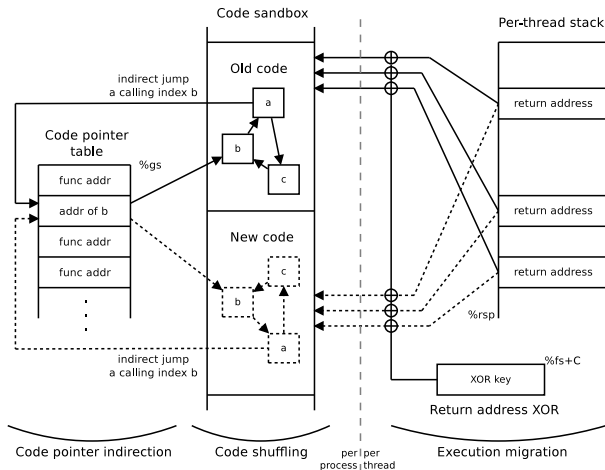 Code sandbox
Per-thread stack
Old code
indirect jump
a calling index b
a
return address
Code pointer
table
%gs
b
c
func addr
addr of b
return address
func addr
New code
func addr
c
return address
b
%rsp
a
indirect jump
a calling index b
%fs+C
XOR key
Return address XOR
Code pointer indirection
Code shuffling
per per
process thread
Execution migration